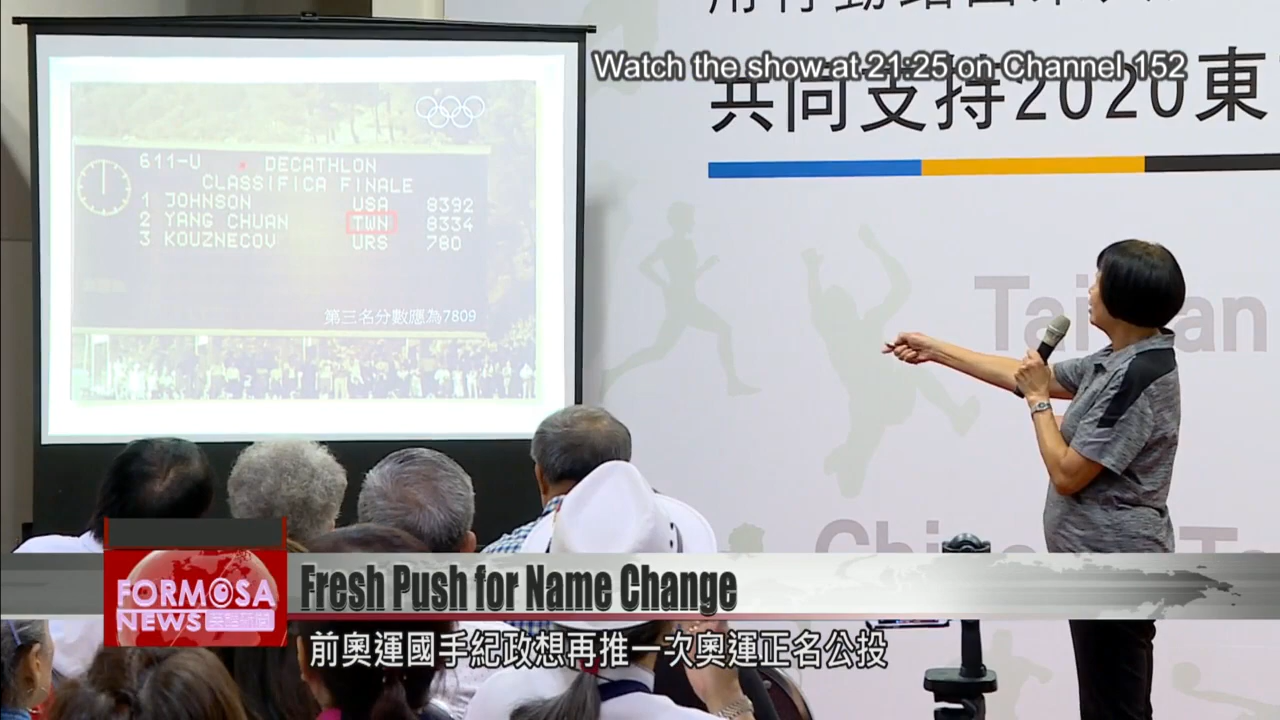 Watch the show at 21:25 on Channel 152
共同支持2020東
611-U DECATHLON
CLASSIFICA FINALE
1 JOHNSON USA 8392
2 YANG CHUAN TWN 8334
3 KOUZNECOV URS 780
第三名分數應為7809
Taiwan
FORMOSA
NEWS
Fresh Push for Name Change
前奧運國手紀政想再推一次奧運正名公投